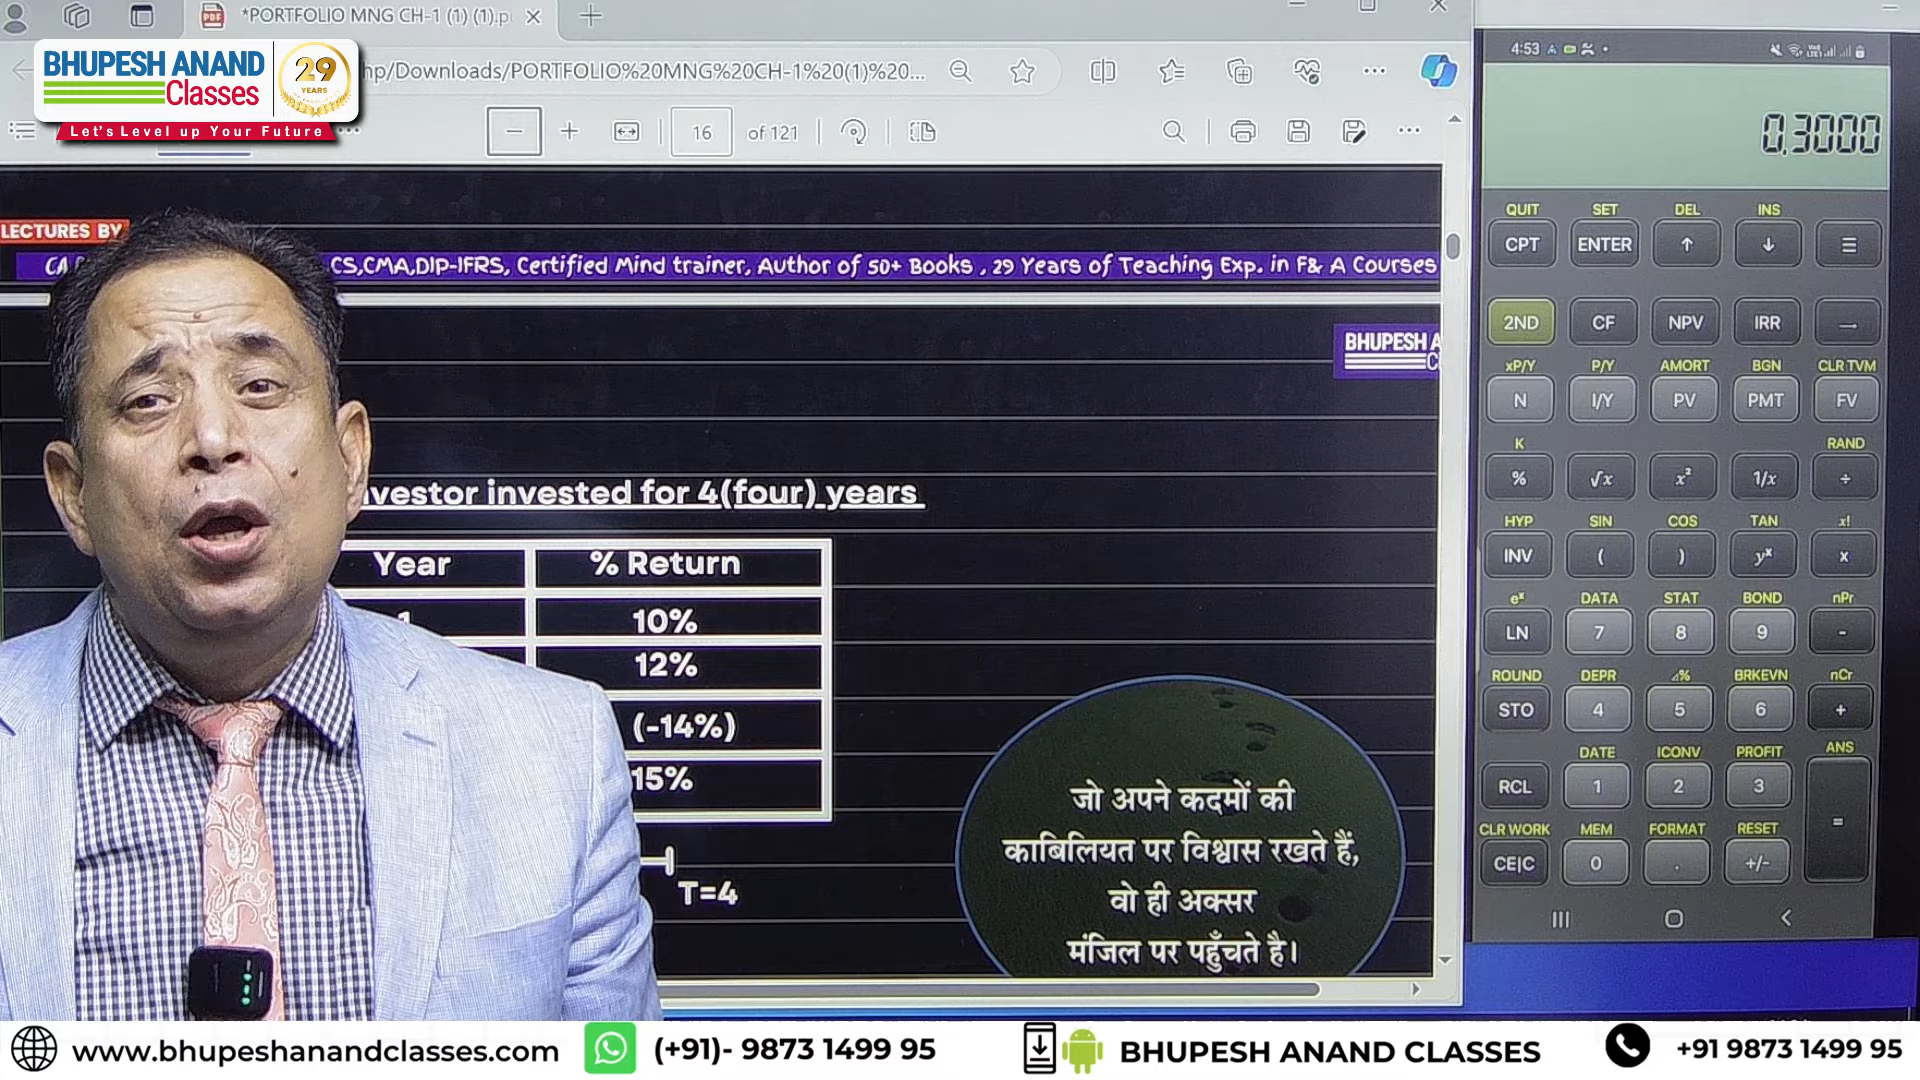 *PORTFOLIO MNG CH-1 (1) (1).p
BHUPESH ANAND
Classes
29
YEARS
Let's Level up Your Future
hp/Downloads/PORTFOLIO%20MNG%20CH-1%20(1)%20...
16 of 121
LECTURES BY
CS,CMA,DIP-IFRS, Certified Mind trainer, Author of 50+ Books , 29 Years of Teaching Exp. in F& A Courses
BHUPESH A
nvestor invested for 4(four) years
Year % Return
1 10%
12%
(-14%)
15%
T=4
जो अपने कदमों की
काबिलियत पर विश्वास रखते हैं,
वो ही अक्सर
मंजिल पर पहुँचते है।
4:53
0.3000
QUIT SET DEL INS
CPT ENTER ↑ ↓ ☰
2ND CF NPV IRR →
xP/Y P/Y AMORT BGN CLR TVM
N I/Y PV PMT FV
K RAND
% √x x² 1/x ÷
HYP SIN COS TAN x!
INV ( ) yˣ x
eˣ DATA STAT BOND nPr
LN 7 8 9 -
ROUND DEPR ⊿% BRKEVN nCr
STO 4 5 6 +
DATE ICONV PROFIT ANS
RCL 1 2 3 =
CLR WORK MEM FORMAT RESET
CE|C 0 . +/-
www.bhupeshanandclasses.com (+91)- 9873 1499 95 BHUPESH ANAND CLASSES +91 9873 1499 95